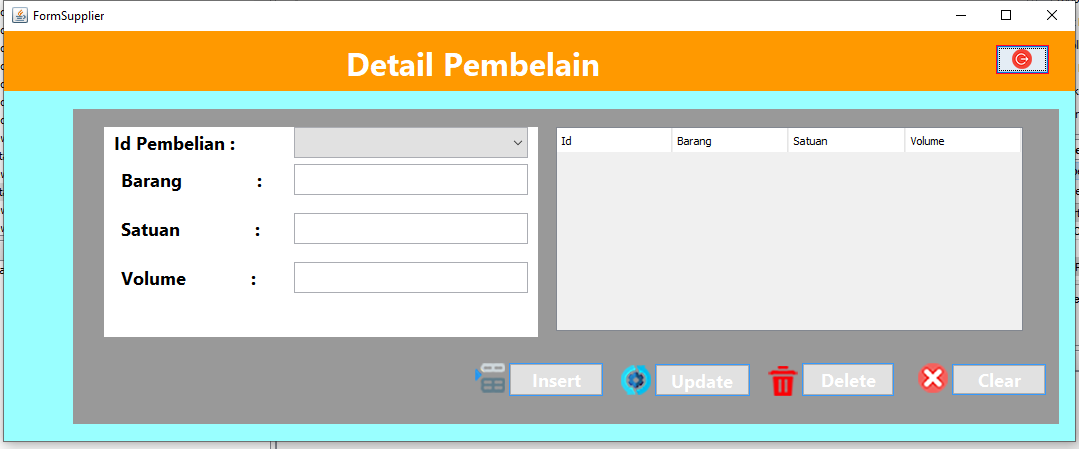 FormSupplier
Detail Pembelain
Id Pembelian :
Barang :
Satuan :
Volume :
Id Barang Satuan Volume
Insert Update Delete Clear